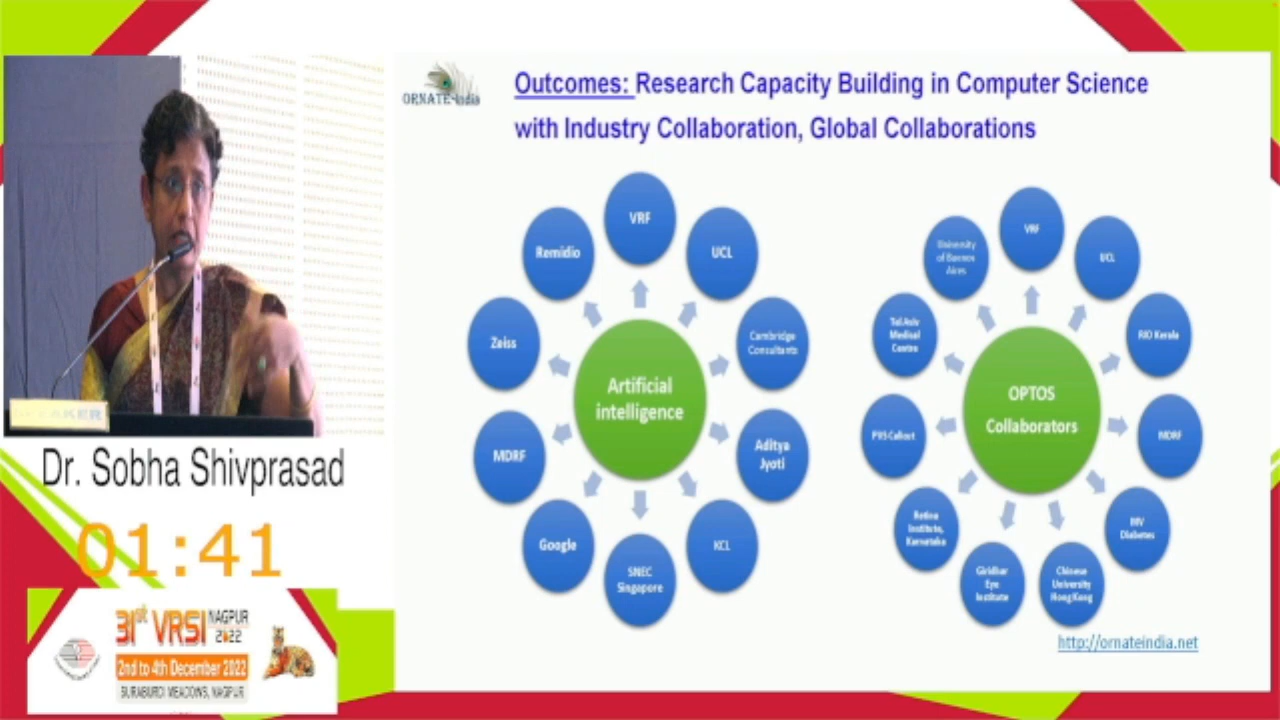 ORNATE-India
Outcomes: Research Capacity Building in Computer Science
with Industry Collaboration, Global Collaborations
VRF
UCL
Cambridge
Consultants
Aditya
Jyoti
KCL
SNEC
Singapore
Google
MDRF
Zeiss
Remidio
Artificial
intelligence
VRF
UCL
RIO Kerala
MDRF
Diabetes
Chinese
University
Hong Kong
Giridhar
Eye
Institute
Retina
Institute,
Karnataka
Tel Aviv
Medical
Centre
University
of Buenos
Aires
OPTOS
Collaborators
http://ornateindia.net
Dr. Sobha Shivprasad
01:41
31st VRSI
NAGPUR
2022
2nd to 4th December 2022
SURABURDI MEADOWS, NAGPUR